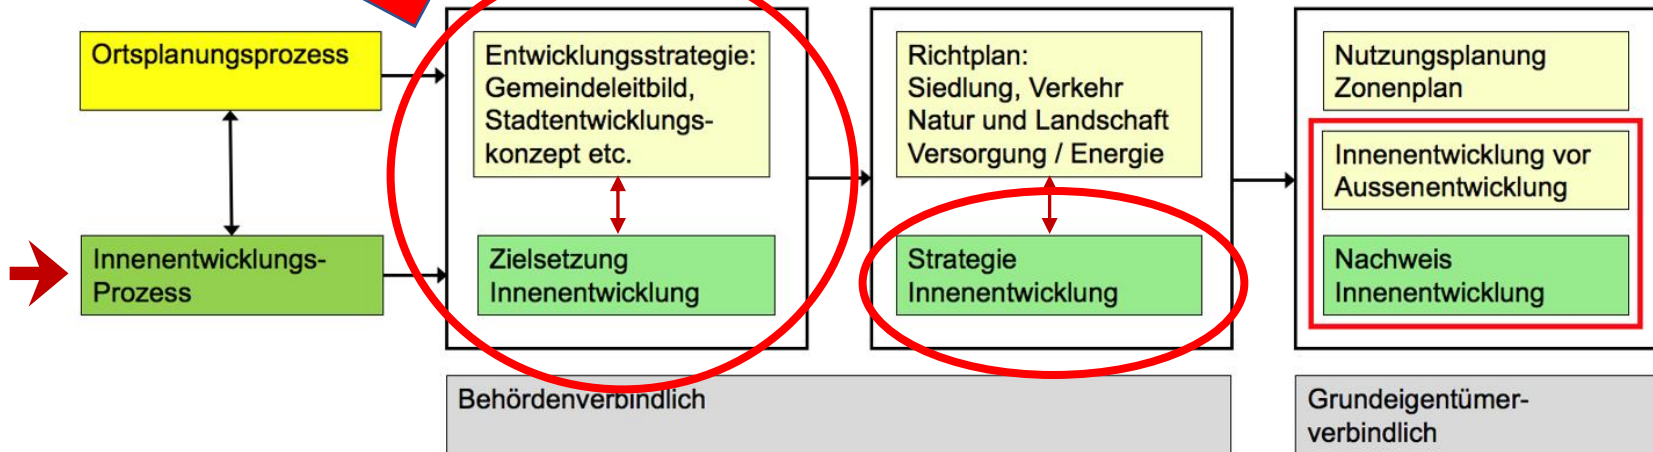 Ortsplanungsprozess
Innenentwicklungs-
Prozess
Entwicklungsstrategie:
Gemeindeleitbild,
Stadtentwicklungs-
konzept etc.
Zielsetzung
Innenentwicklung
Richtplan:
Siedlung, Verkehr
Natur und Landschaft
Versorgung / Energie
Strategie
Innenentwicklung
Nutzungsplanung
Zonenplan
Innenentwicklung vor
Aussenentwicklung
Nachweis
Innenentwicklung
Behördenverbindlich
Grundeigentümer-
verbindlich